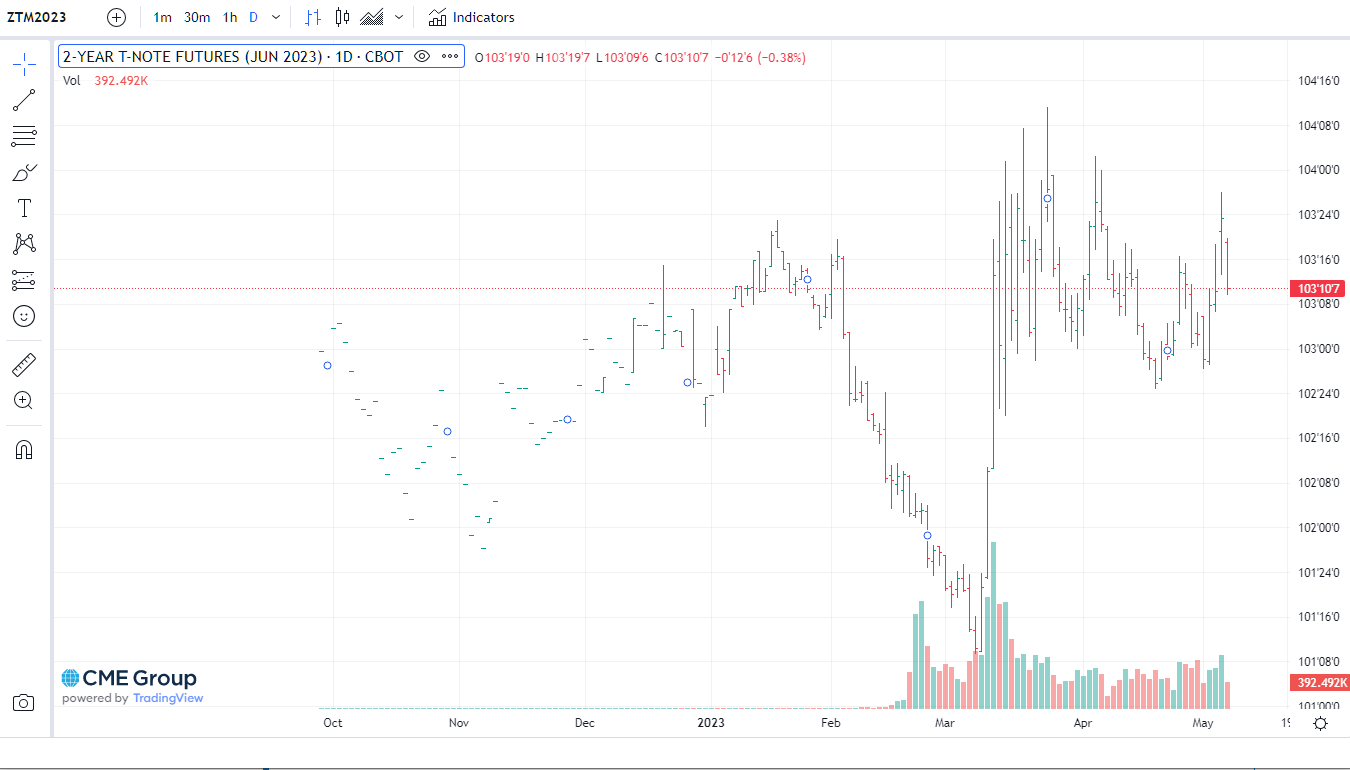 ZTM2023 1m 30m 1h D Indicators
2-YEAR T-NOTE FUTURES (JUN 2023) · 1D · CBOT O103'19'0 H103'19'7 L103'09'6 C103'10'7 −0'12'6 (−0.38%)
Vol 392.492K
104'16'0
104'08'0
104'00'0
103'24'0
103'16'0
103'10'7
103'08'0
103'00'0
102'24'0
102'16'0
102'08'0
102'00'0
101'24'0
101'16'0
101'08'0
392.492K
101'00'0
CME Group
powered by TradingView
Oct Nov Dec 2023 Feb Mar Apr May